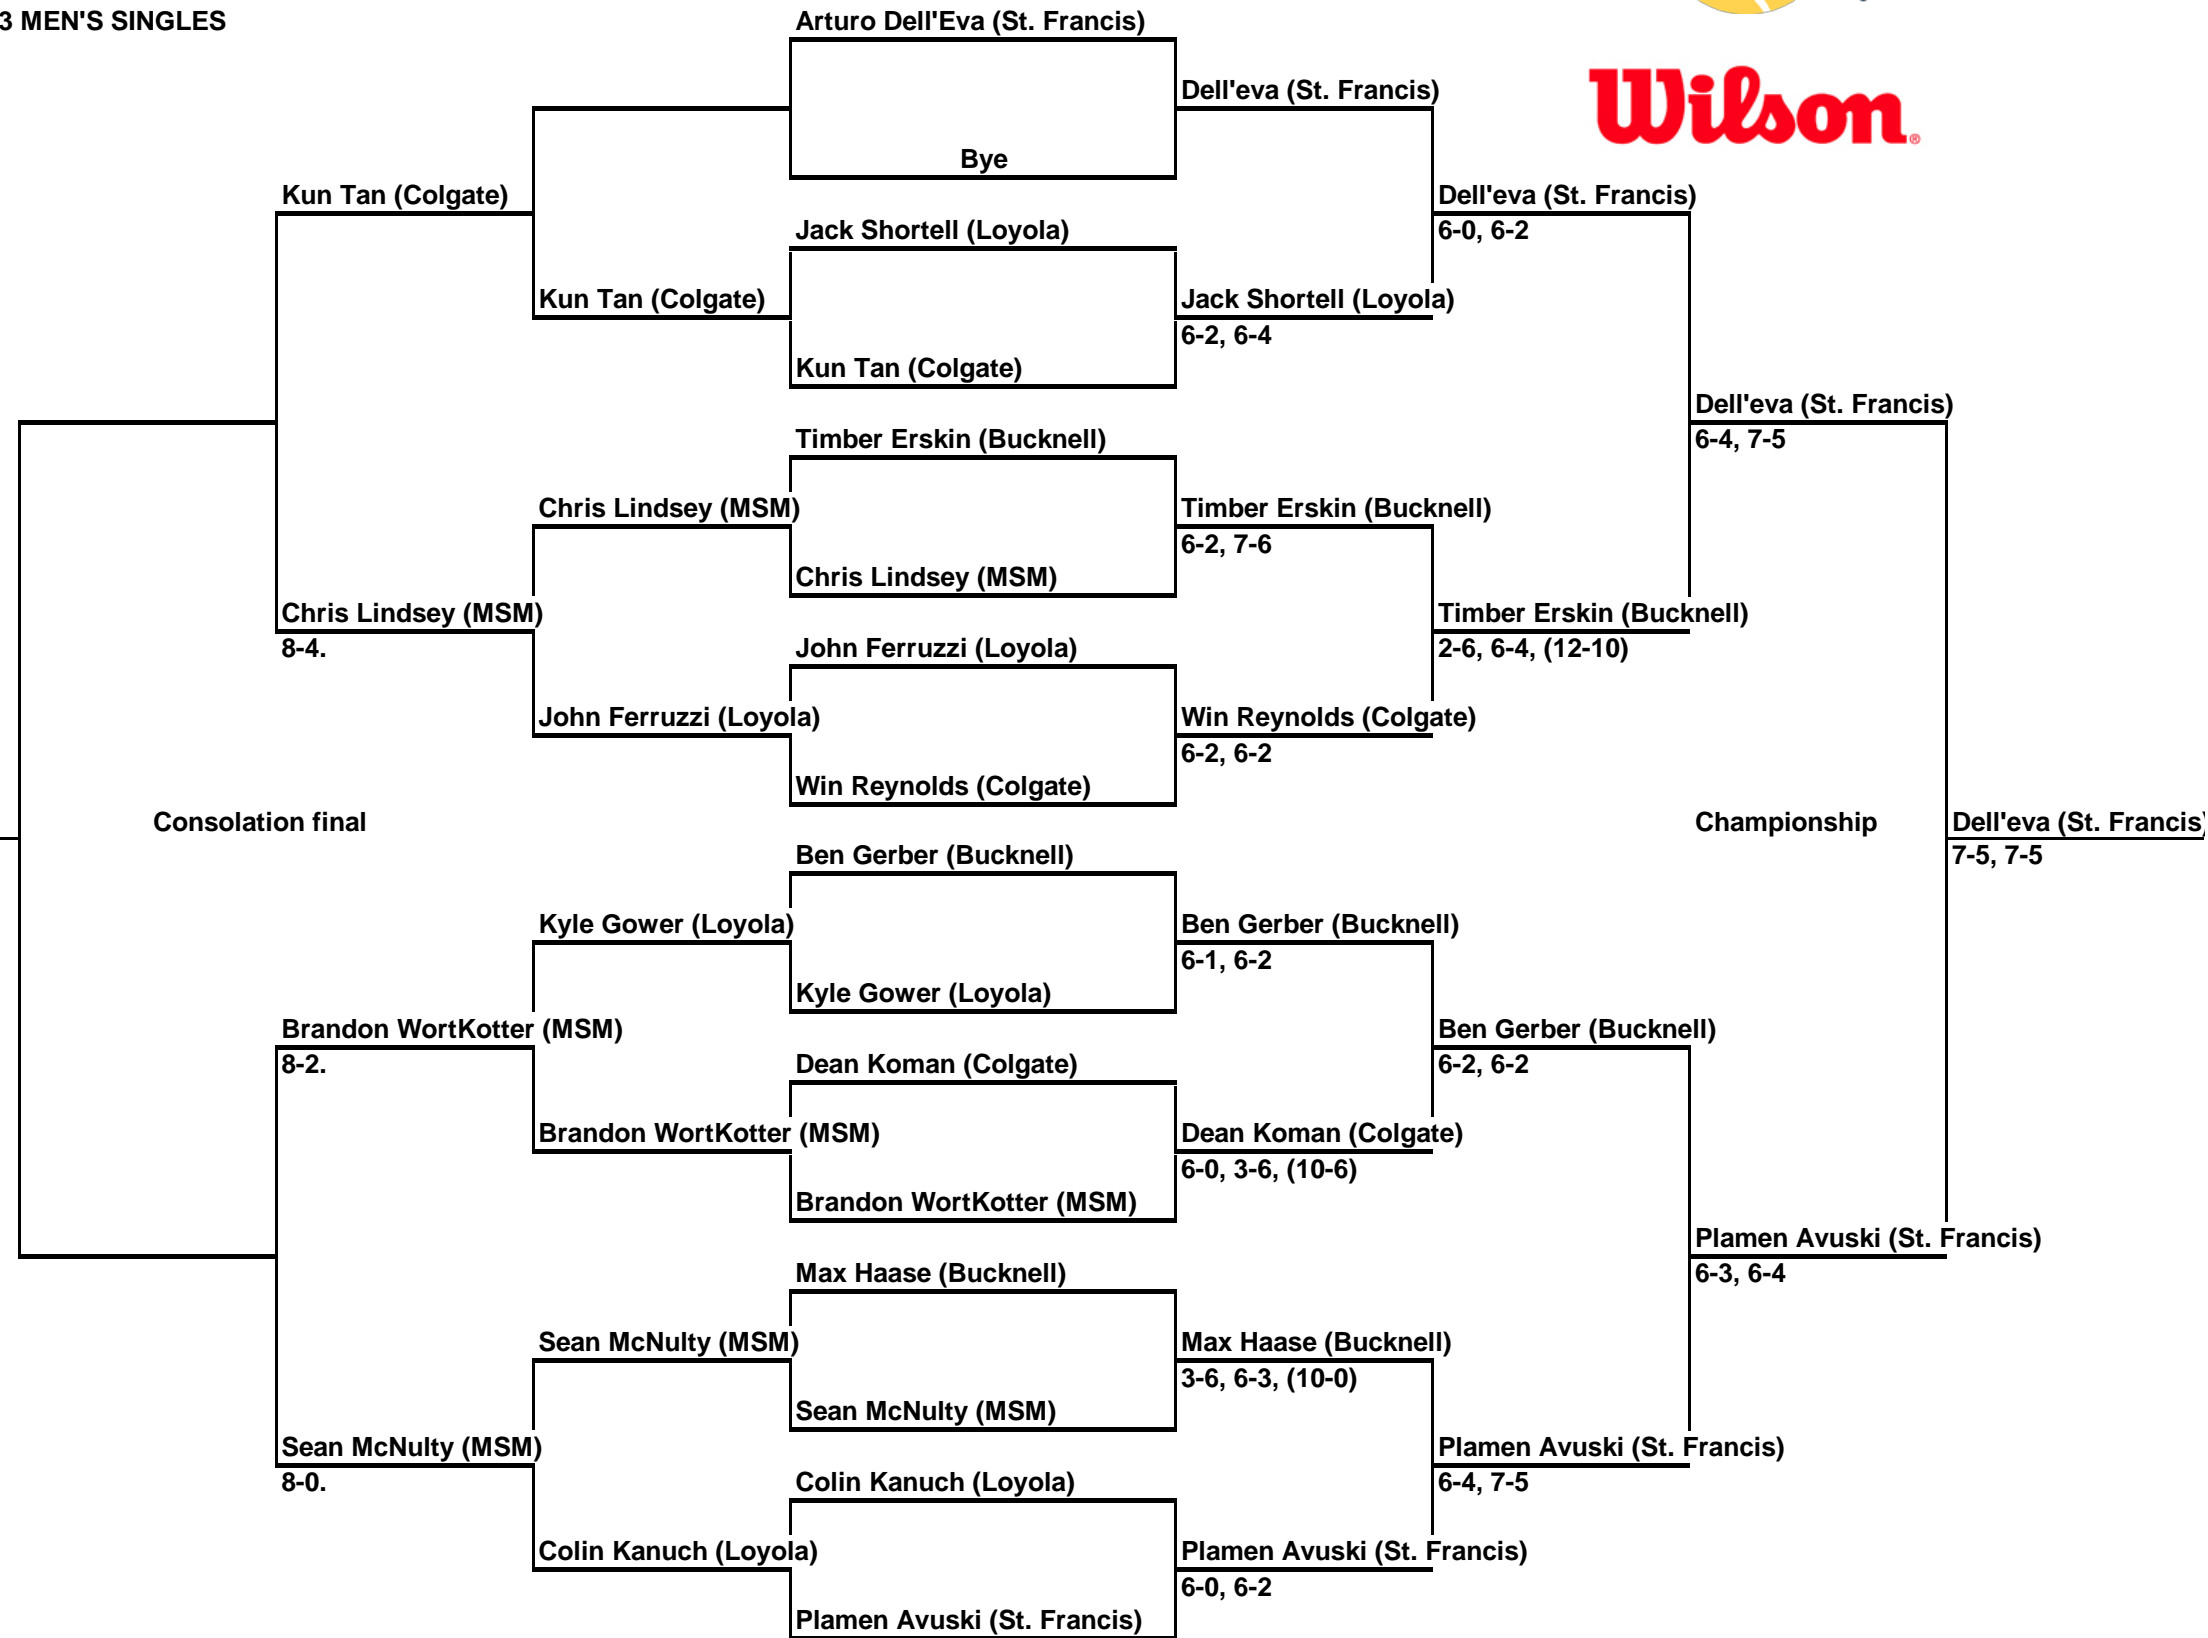 3 MEN'S SINGLES
Arturo Dell'Eva (St. Francis)
Wilson®
Dell'eva (St. Francis)
Bye
Kun Tan (Colgate)
Dell'eva (St. Francis)
Jack Shortell (Loyola)
6-0, 6-2
Kun Tan (Colgate)
Jack Shortell (Loyola)
6-2, 6-4
Kun Tan (Colgate)
Dell'eva (St. Francis)
Timber Erskin (Bucknell)
6-4, 7-5
Chris Lindsey (MSM)
Timber Erskin (Bucknell)
6-2, 7-6
Chris Lindsey (MSM)
Chris Lindsey (MSM)
Timber Erskin (Bucknell)
8-4.
John Ferruzzi (Loyola)
2-6, 6-4, (12-10)
John Ferruzzi (Loyola)
Win Reynolds (Colgate)
6-2, 6-2
Win Reynolds (Colgate)
Consolation final
Championship
Dell'eva (St. Francis)
Ben Gerber (Bucknell)
7-5, 7-5
Kyle Gower (Loyola)
Ben Gerber (Bucknell)
6-1, 6-2
Kyle Gower (Loyola)
Brandon WortKotter (MSM)
Ben Gerber (Bucknell)
8-2.
Dean Koman (Colgate)
6-2, 6-2
Brandon WortKotter (MSM)
Dean Koman (Colgate)
6-0, 3-6, (10-6)
Brandon WortKotter (MSM)
Plamen Avuski (St. Francis)
Max Haase (Bucknell)
6-3, 6-4
Sean McNulty (MSM)
Max Haase (Bucknell)
3-6, 6-3, (10-0)
Sean McNulty (MSM)
Sean McNulty (MSM)
Plamen Avuski (St. Francis)
8-0.
Colin Kanuch (Loyola)
6-4, 7-5
Colin Kanuch (Loyola)
Plamen Avuski (St. Francis)
6-0, 6-2
Plamen Avuski (St. Francis)